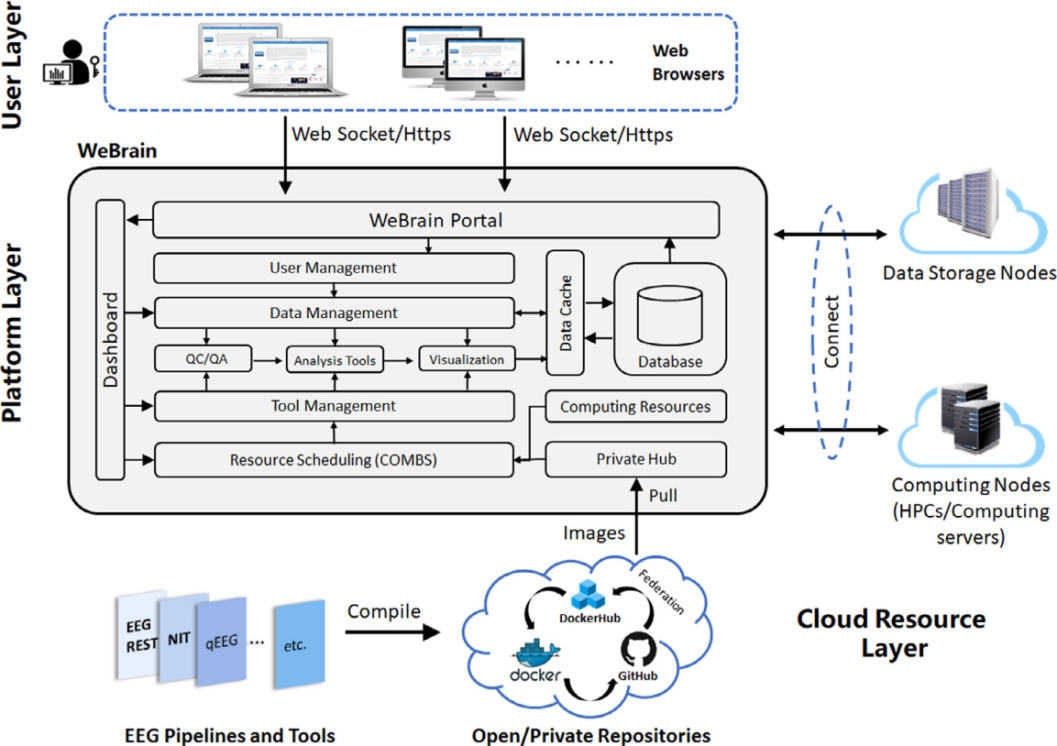 User Layer
Web
Browsers
Web Socket/Https
Web Socket/Https
WeBrain
Platform Layer
Dashboard
WeBrain Portal
User Management
Data Management
QC/QA
Analysis Tools
Visualization
Data Cache
Database
Tool Management
Computing Resources
Resource Scheduling (COMBS)
Private Hub
Connect
Data Storage Nodes
Computing Nodes
(HPCs/Computing
servers)
Pull
Images
EEG
REST
NIT
qEEG
...
etc.
Compile
Federation
DockerHub
docker
GitHub
Cloud Resource
Layer
EEG Pipelines and Tools
Open/Private Repositories